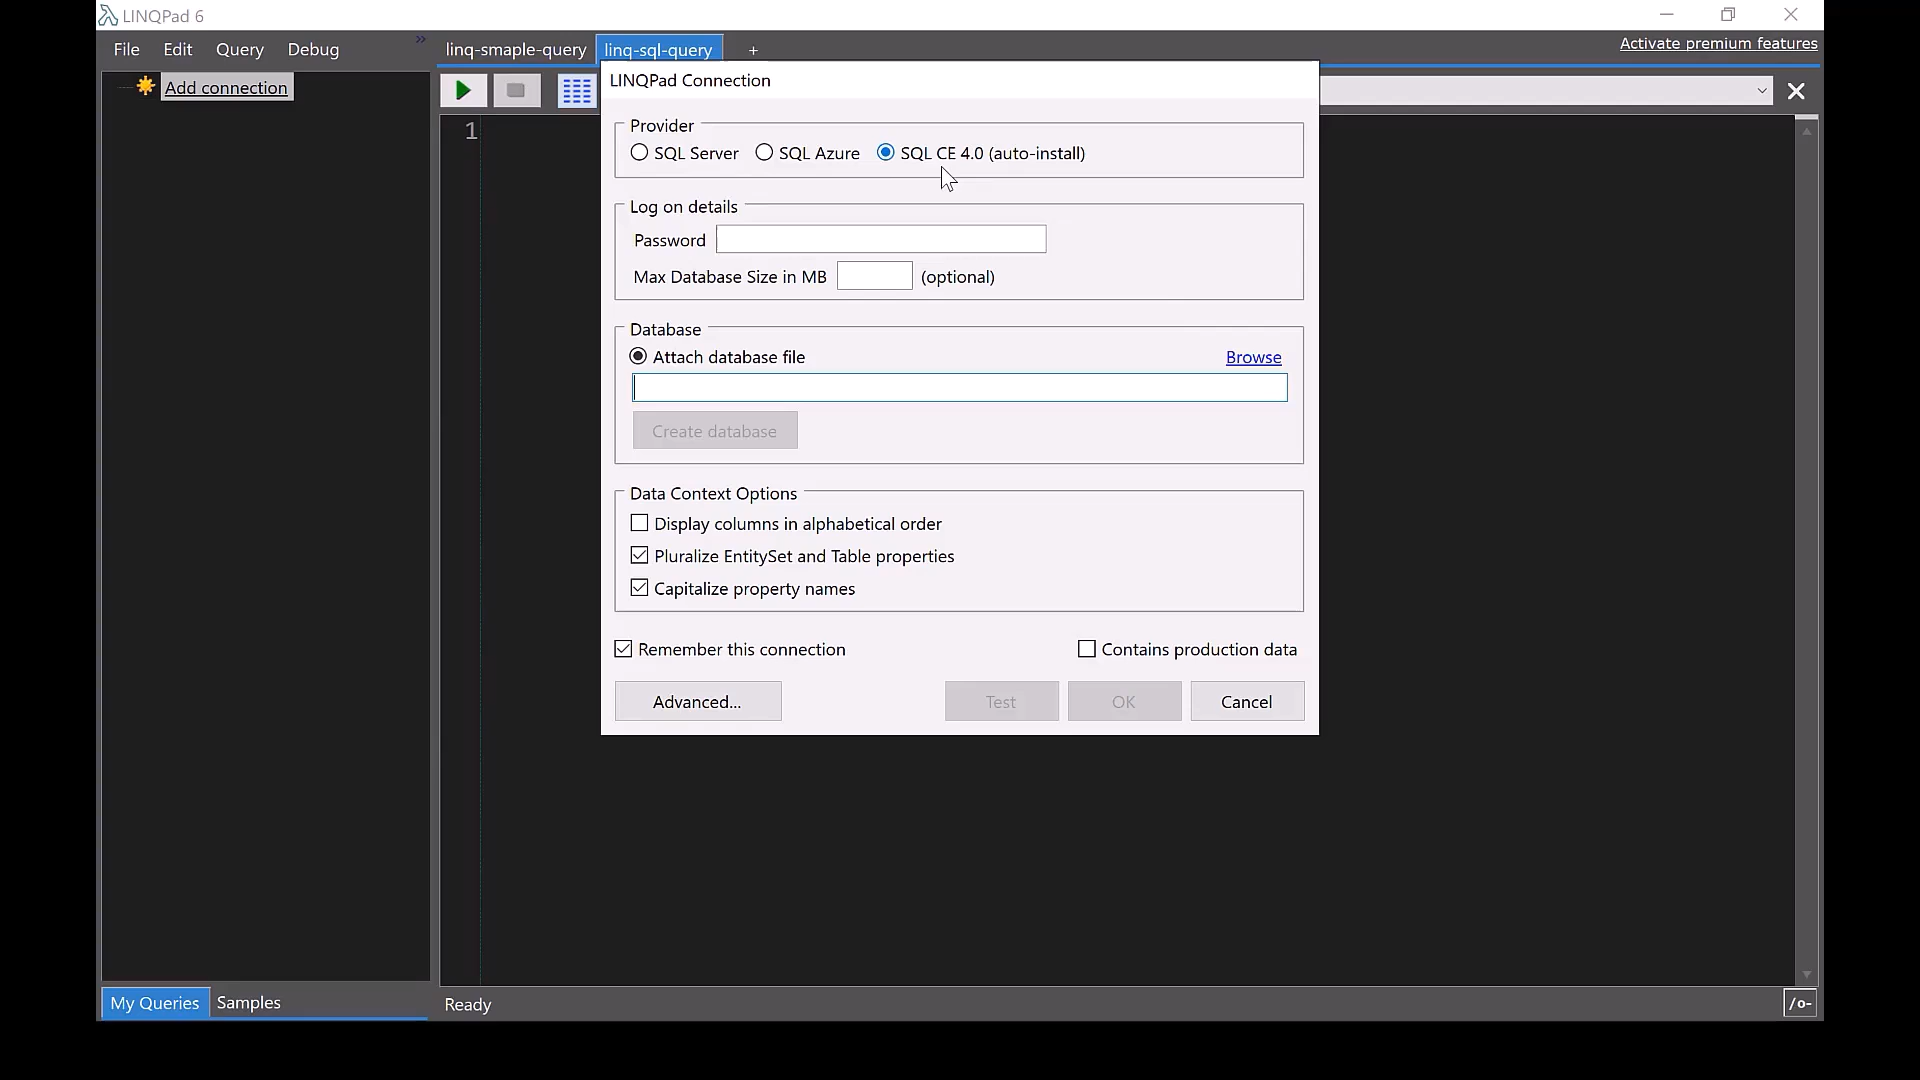 LINQPad 6
File Edit Query Debug »
linq-smaple-query linq-sql-query +
Activate premium features
Add connection
LINQPad Connection
1
Provider
SQL Server SQL Azure SQL CE 4.0 (auto-install)
Log on details
Password
Max Database Size in MB (optional)
Database
Attach database file Browse
Create database
Data Context Options
Display columns in alphabetical order
Pluralize EntitySet and Table properties
Capitalize property names
Remember this connection Contains production data
Advanced... Test OK Cancel
My Queries Samples
Ready /o-